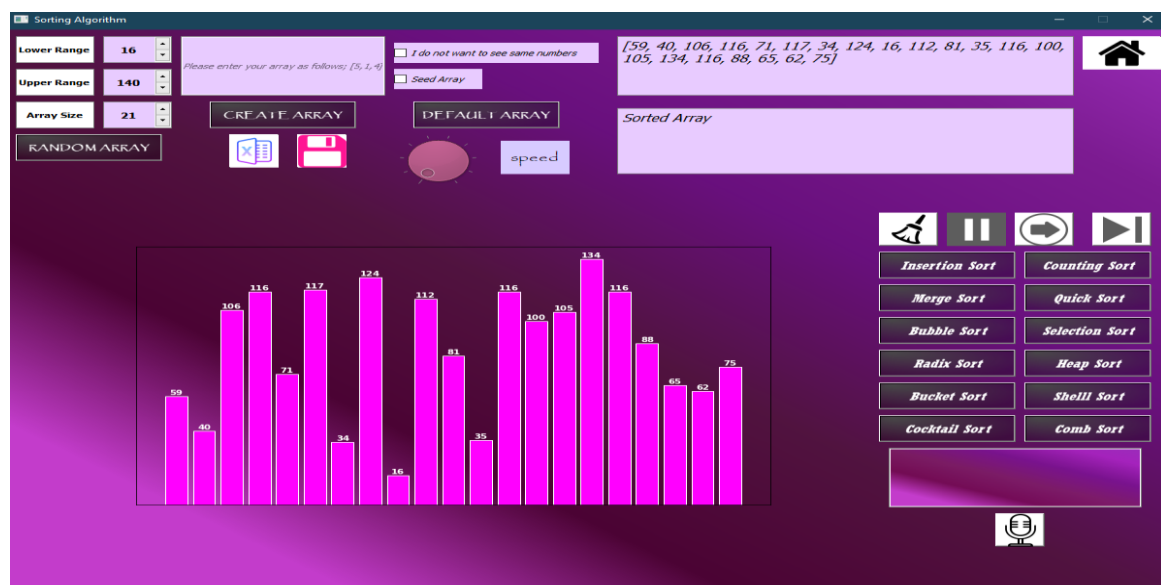 Sorting Algorithm
Lower Range 16
Upper Range 140
Array Size 21
RANDOM ARRAY
Please enter your array as follows; [5,1,4]
CREATE ARRAY
I do not want to see same numbers
Seed Array
DEFAULT ARRAY
speed
[59, 40, 106, 116, 71, 117, 34, 124, 16, 112, 81, 35, 116, 100,
105, 134, 116, 88, 65, 62, 75]
Sorted Array
59 40 106 116 71 117 34 124 16 112 81 35 116 100 105 134 116 88 65 62 75
Insertion Sort Counting Sort
Merge Sort Quick Sort
Bubble Sort Selection Sort
Radix Sort Heap Sort
Bucket Sort Shelll Sort
Cocktail Sort Comb Sort